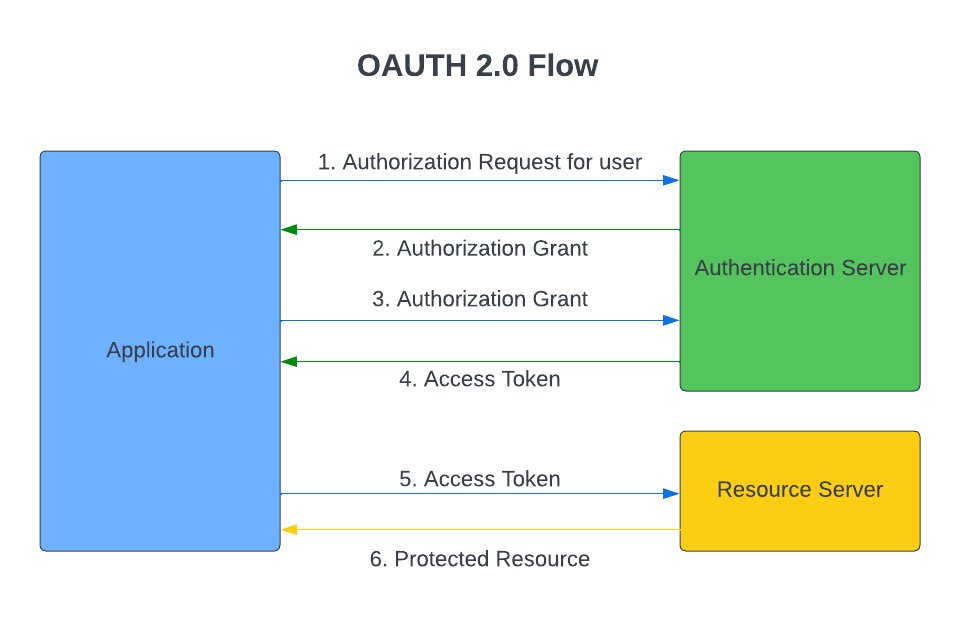 OAUTH 2.0 Flow
1. Authorization Request for user
2. Authorization Grant
Authentication Server
3. Authorization Grant
Application
4. Access Token
5. Access Token
Resource Server
6. Protected Resource